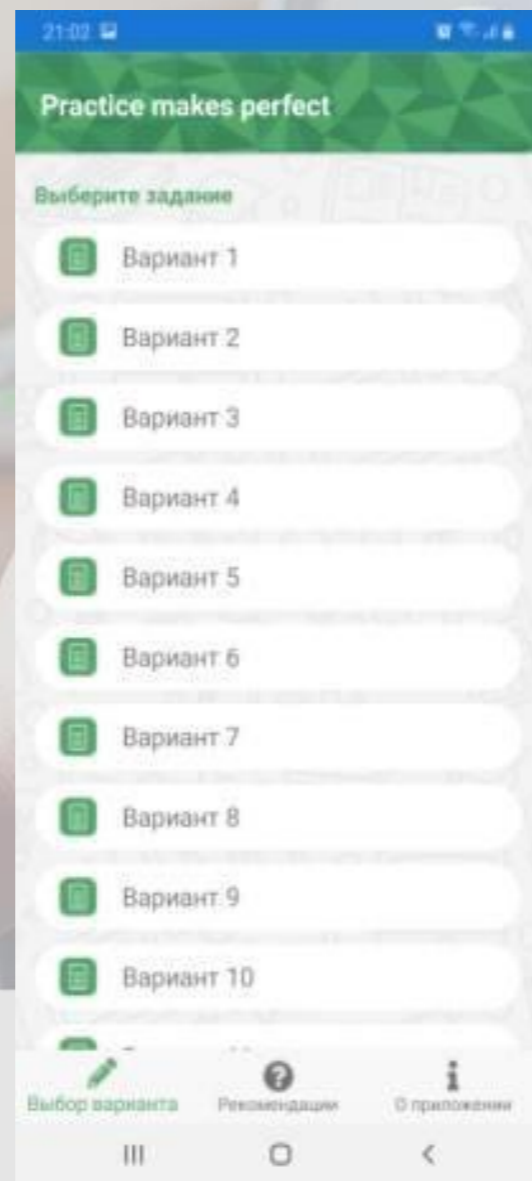 21:02
Practice makes perfect
Выберите задание
Вариант 1
Вариант 2
Вариант 3
Вариант 4
Вариант 5
Вариант 6
Вариант 7
Вариант 8
Вариант 9
Вариант 10
Выбор варианта
Рекомендации
О приложении